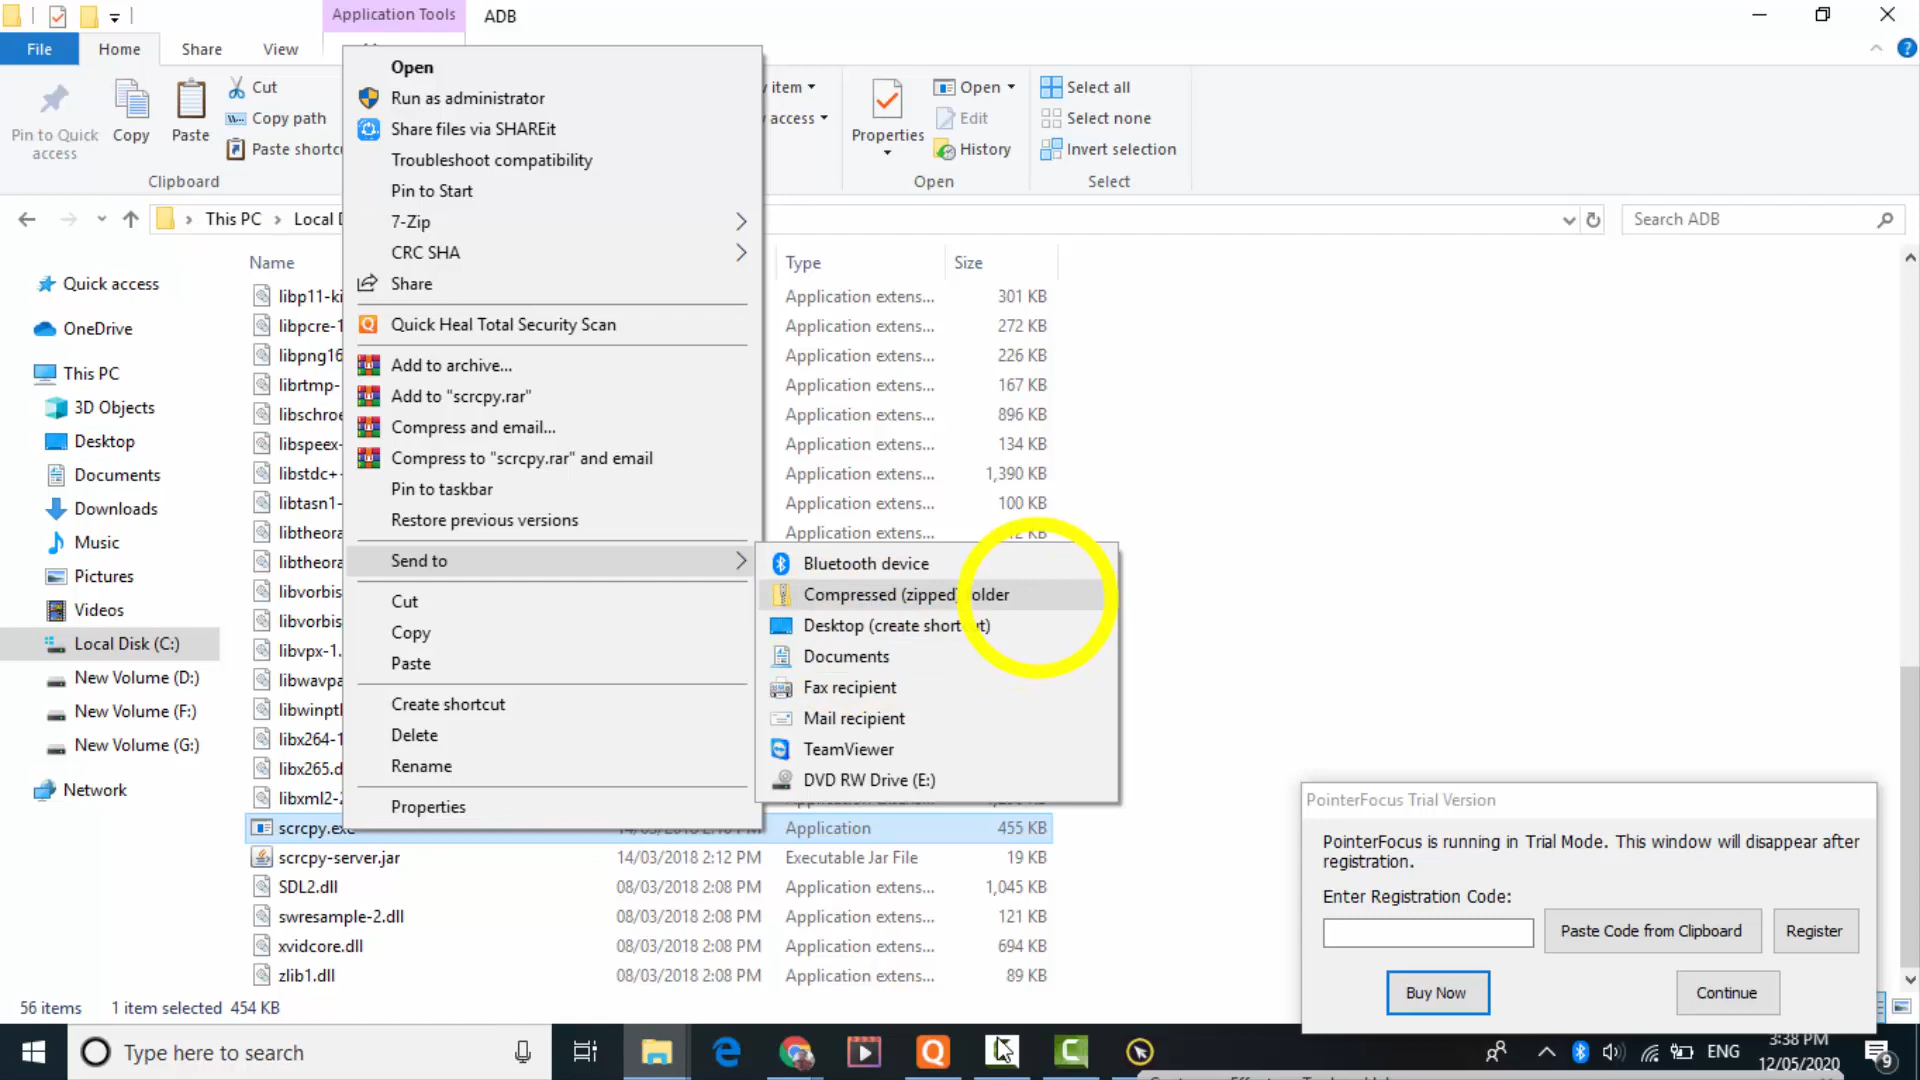 Application Tools
ADB
File
Home
Share
View
Pin to Quick
access
Copy
Paste
Cut
Copy path
Paste shortcu
Clipboard
item
access
Properties
Open
Edit
History
Open
Select all
Select none
Invert selection
Select
This PC
Local D
Search ADB
Open
Run as administrator
Share files via SHAREit
Troubleshoot compatibility
Pin to Start
7-Zip
CRC SHA
Share
Quick Heal Total Security Scan
Add to archive...
Add to "scrcpy.rar"
Compress and email...
Compress to "scrcpy.rar" and email
Pin to taskbar
Restore previous versions
Send to
Cut
Copy
Paste
Create shortcut
Delete
Rename
Properties
Bluetooth device
Compressed (zipped) folder
Desktop (create shortcut)
Documents
Fax recipient
Mail recipient
TeamViewer
DVD RW Drive (E:)
Quick access
OneDrive
This PC
3D Objects
Desktop
Documents
Downloads
Music
Pictures
Videos
Local Disk (C:)
New Volume (D:)
New Volume (F:)
New Volume (G:)
Network
Name Type Size
libp11-ki Application extens... 301 KB
libpcre-1 Application extens... 272 KB
libpng16 Application extens... 226 KB
librtmp- Application extens... 167 KB
libschroe Application extens... 896 KB
libspeex- Application extens... 134 KB
libstdc+- Application extens... 1,390 KB
libtasn1- Application extens... 100 KB
libtheora Application extens... KB
libtheora
libvorbis
libvorbis
libvpx-1.
libwavpa
libwinpth
libx264-1
libx265.d
libxml2-2
scrcpy.exe Application 455 KB
scrcpy-server.jar 14/03/2018 2:12 PM Executable Jar File 19 KB
SDL2.dll 08/03/2018 2:08 PM Application extens... 1,045 KB
swresample-2.dll 08/03/2018 2:08 PM Application extens... 121 KB
xvidcore.dll 08/03/2018 2:08 PM Application extens... 694 KB
zlib1.dll 08/03/2018 2:08 PM Application extens... 89 KB
56 items 1 item selected 454 KB
PointerFocus Trial Version
PointerFocus is running in Trial Mode. This window will disappear after
registration.
Enter Registration Code:
Paste Code from Clipboard
Register
Buy Now
Continue
Type here to search
ENG
3:38 PM
12/05/2020
9